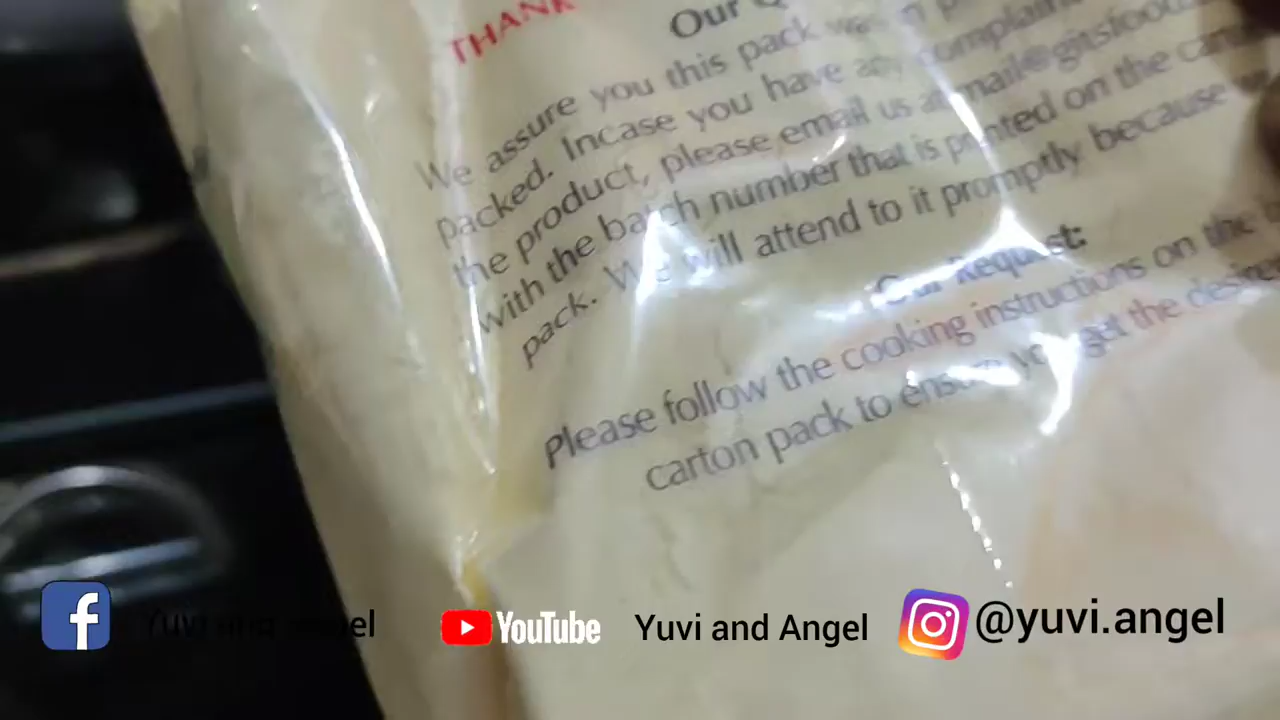 THANK
Our
We assure you this pack was
packed. Incase you have any complaint
the product, please email us at mail@gitsfood.
with the batch number that is printed on the
pack. We will attend to it promptly because
Our Request:
Please follow the cooking instructions on the
carton pack to ensure you get the
Yuvi and Angel
YouTube
Yuvi and Angel
@yuvi.angel